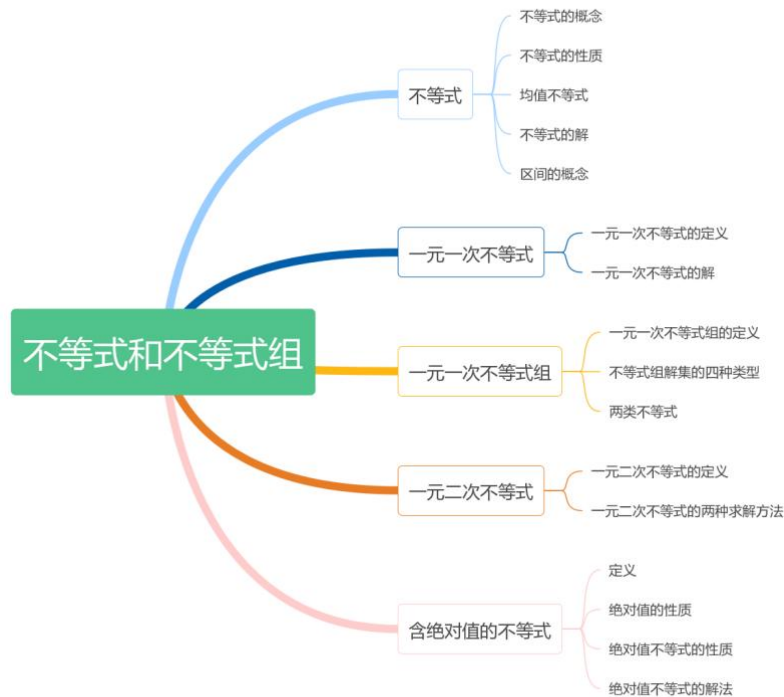 不等式和不等式组
不等式
不等式的概念
不等式的性质
均值不等式
不等式的解
区间的概念
一元一次不等式
一元一次不等式的定义
一元一次不等式的解
一元一次不等式组
一元一次不等式组的定义
不等式组解集的四种类型
两类不等式
一元二次不等式
一元二次不等式的定义
一元二次不等式的两种求解方法
含绝对值的不等式
定义
绝对值的性质
绝对值不等式的性质
绝对值不等式的解法